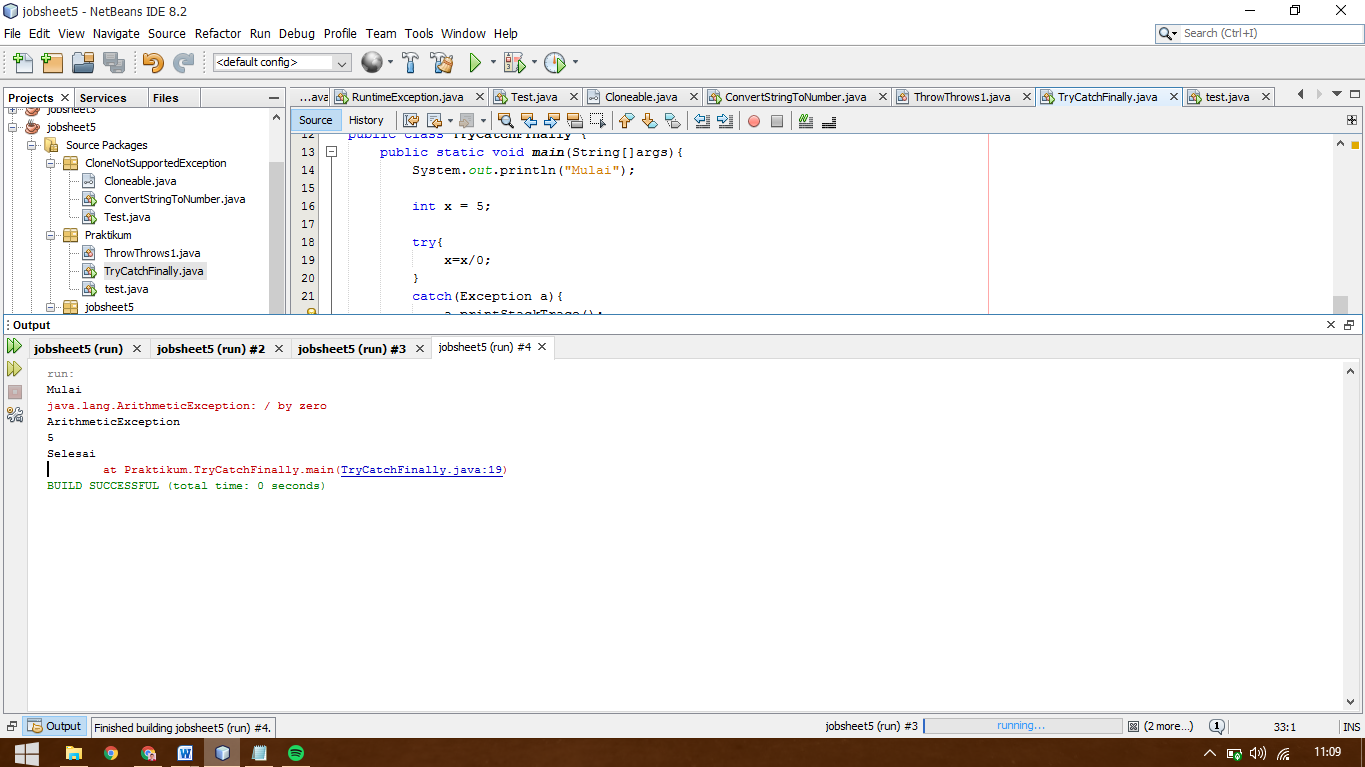 jobsheet5 - NetBeans IDE 8.2
File Edit View Navigate Source Refactor Run Debug Profile Team Tools Window Help
Search (Ctrl+I)
<default config>
Projects Services Files
jobsheet3
jobsheet5
Source Packages
CloneNotSupportedException
Cloneable.java
ConvertStringToNumber.java
Test.java
Praktikum
ThrowThrows1.java
TryCatchFinally.java
test.java
jobsheet5
...ava RuntimeException.java Test.java Cloneable.java ConvertStringToNumber.java ThrowThrows1.java TryCatchFinally.java test.java
Source History
12 public class TryCatchFinally {
13 public static void main(String[]args){
14 System.out.println("Mulai");
15
16 int x = 5;
17
18 try{
19 x=x/0;
20 }
21 catch(Exception a){
a.printStackTrace();
Output
jobsheet5 (run) jobsheet5 (run) #2 jobsheet5 (run) #3 jobsheet5 (run) #4
run:
Mulai
java.lang.ArithmeticException: / by zero
ArithmeticException
5
Selesai
at Praktikum.TryCatchFinally.main(TryCatchFinally.java:19)
BUILD SUCCESSFUL (total time: 0 seconds)
Output Finished building jobsheet5 (run) #4. jobsheet5 (run) #3 running... (2 more...) 1 33:1 INS
11:09